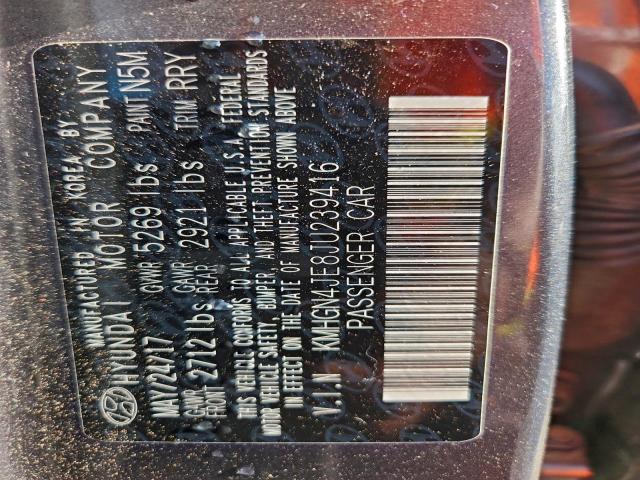 MANUFACTURED IN KOREA BY
HYUNDAI MOTOR COMPANY
MAY/24/17 GVWR 5269 lbs PAINT N5M
GAWR FRONT 2712 lbs GAWR REAR 2921 lbs TRIM RRY
THIS VEHICLE CONFORMS TO ALL APPLICABLE U.S.A. FEDERAL
MOTOR VEHICLE SAFETY, BUMPER, AND THEFT PREVENTION STANDARDS
IN EFFECT ON THE DATE OF MANUFACTURE SHOWN ABOVE
V.I.N KMHGN4JE8JU239416
PASSENGER CAR